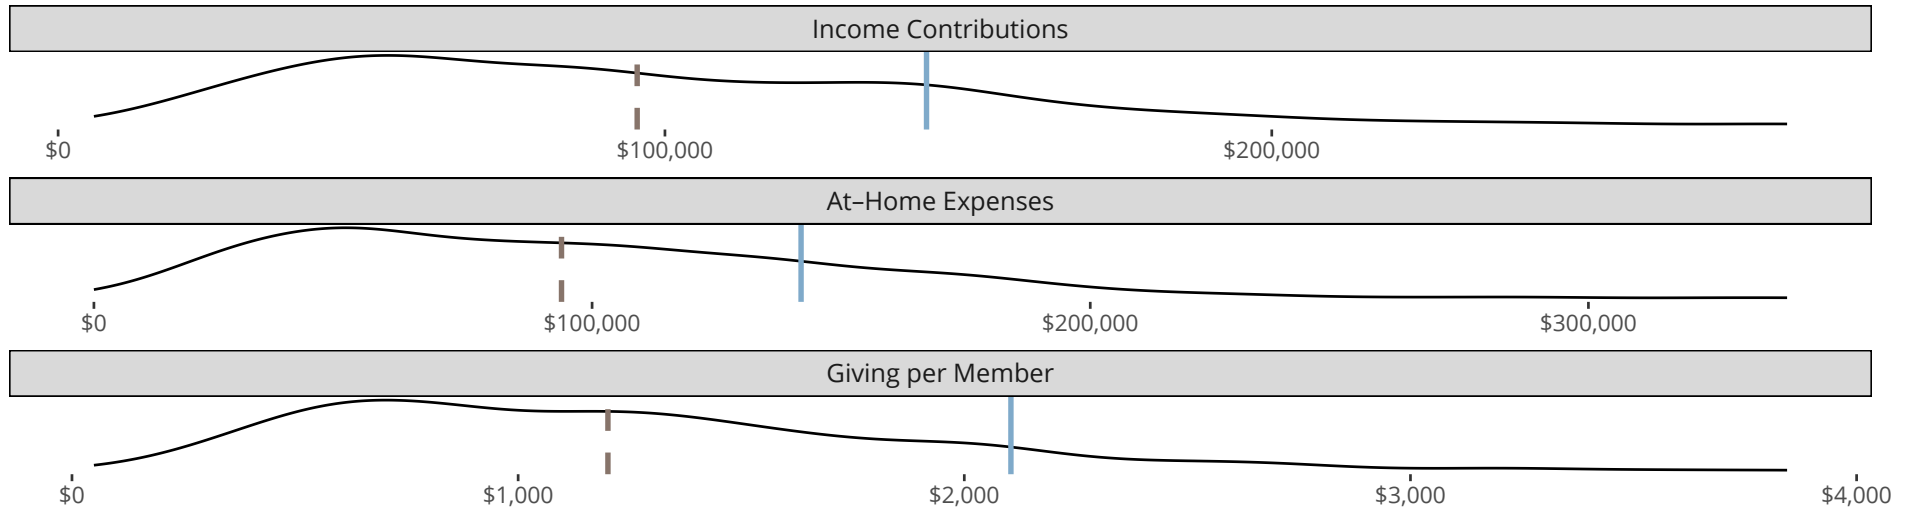 Income Contributions
$0 $100,000 $200,000
At–Home Expenses
$0 $100,000 $200,000 $300,000
Giving per Member
$0 $1,000 $2,000 $3,000 $4,000